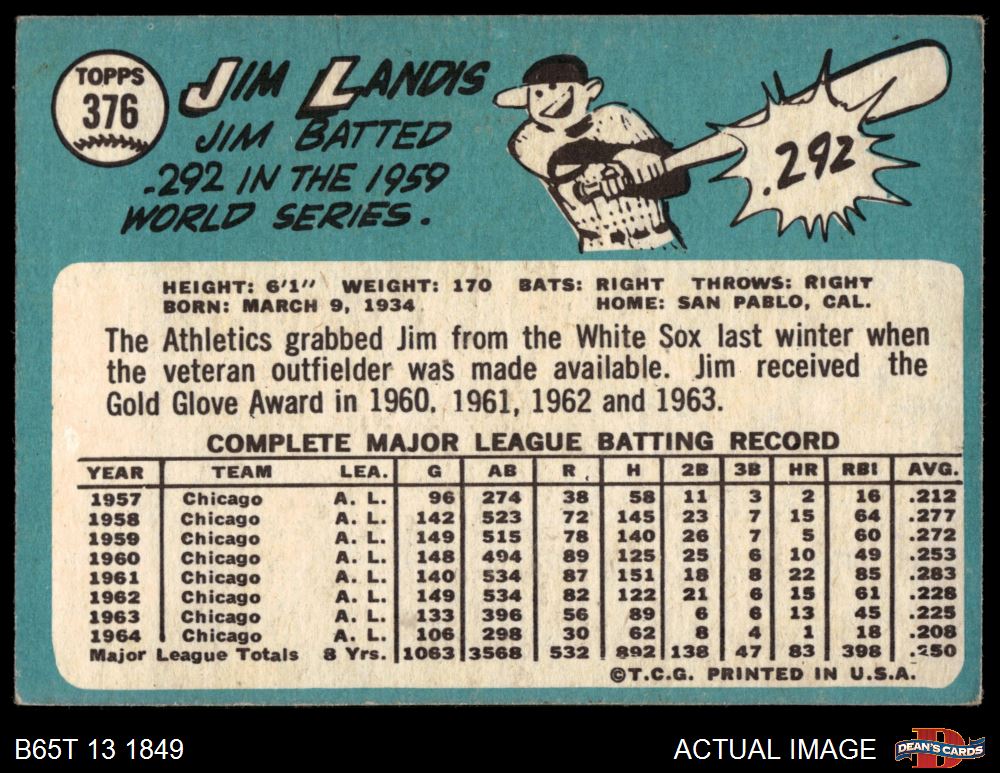 TOPPS
376
JIM LANDIS
JIM BATTED
.292 IN THE 1959
WORLD SERIES.
.292
HEIGHT: 6'1" WEIGHT: 170 BATS: RIGHT THROWS: RIGHT
BORN: MARCH 9, 1934 HOME: SAN PABLO, CAL.
The Athletics grabbed Jim from the White Sox last winter when
the veteran outfielder was made available. Jim received the
Gold Glove Award in 1960. 1961, 1962 and 1963.
COMPLETE MAJOR LEAGUE BATTING RECORD
YEAR TEAM LEA. G AB R. H 2B 3B HR RBI AVG.
1957 Chicago A. L. 96 274 38 58 11 3 2 16 .212
1958 Chicago A. L. 142 523 72 145 23 7 15 64 .277
1959 Chicago A. L. 149 515 78 140 26 7 5 60 .272
1960 Chicago A. L. 148 494 89 125 25 6 10 49 .253
1961 Chicago A. L. 140 534 87 151 18 8 22 85 .283
1962 Chicago A. L. 149 534 82 122 21 6 15 61 .228
1963 Chicago A. L. 133 396 56 89 6 6 13 45 .225
1964 Chicago A. L. 106 298 30 62 8 4 1 18 .208
Major League Totals 8 Yrs. 1063 3568 532 892 138 47 83 398 .250
©T.C.G. PRINTED IN U.S.A.
B65T 13 1849 ACTUAL IMAGE
DEAN'S CARDS